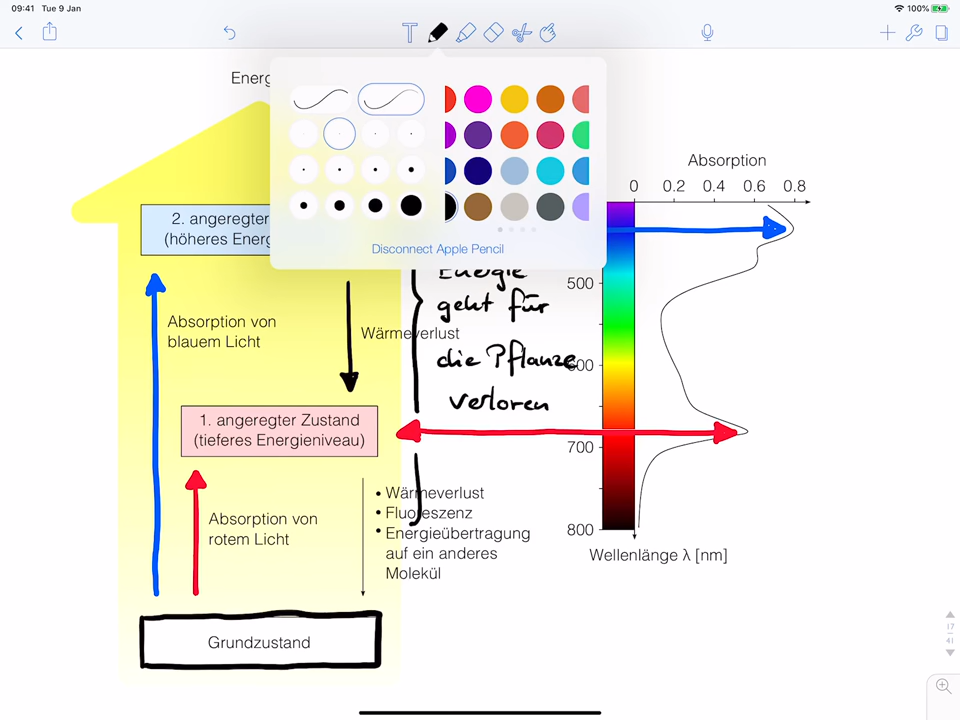 09:41 Tue 9 Jan
100%
T
Energ
Disconnect Apple Pencil
2. angeregter
(höheres Energ
Absorption von
blauem Licht
Wärmeverlust
Energie
geht für
die Pflanze
verloren
1. angeregter Zustand
(tieferes Energieniveau)
Absorption von
rotem Licht
• Wärmeverlust
• Fluoreszenz
• Energieübertragung
auf ein anderes
Molekül
Grundzustand
Absorption
0 0.2 0.4 0.6 0.8
500
600
700
800
Wellenlänge λ [nm]
17
41